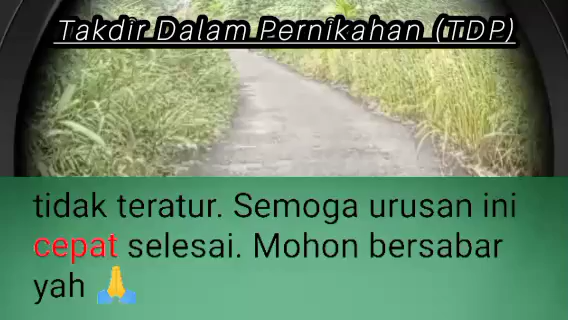 Takdir Dalam Pernikahan (TDP)
tidak teratur. Semoga urusan ini
cepat selesai. Mohon bersabar
yah 🙏